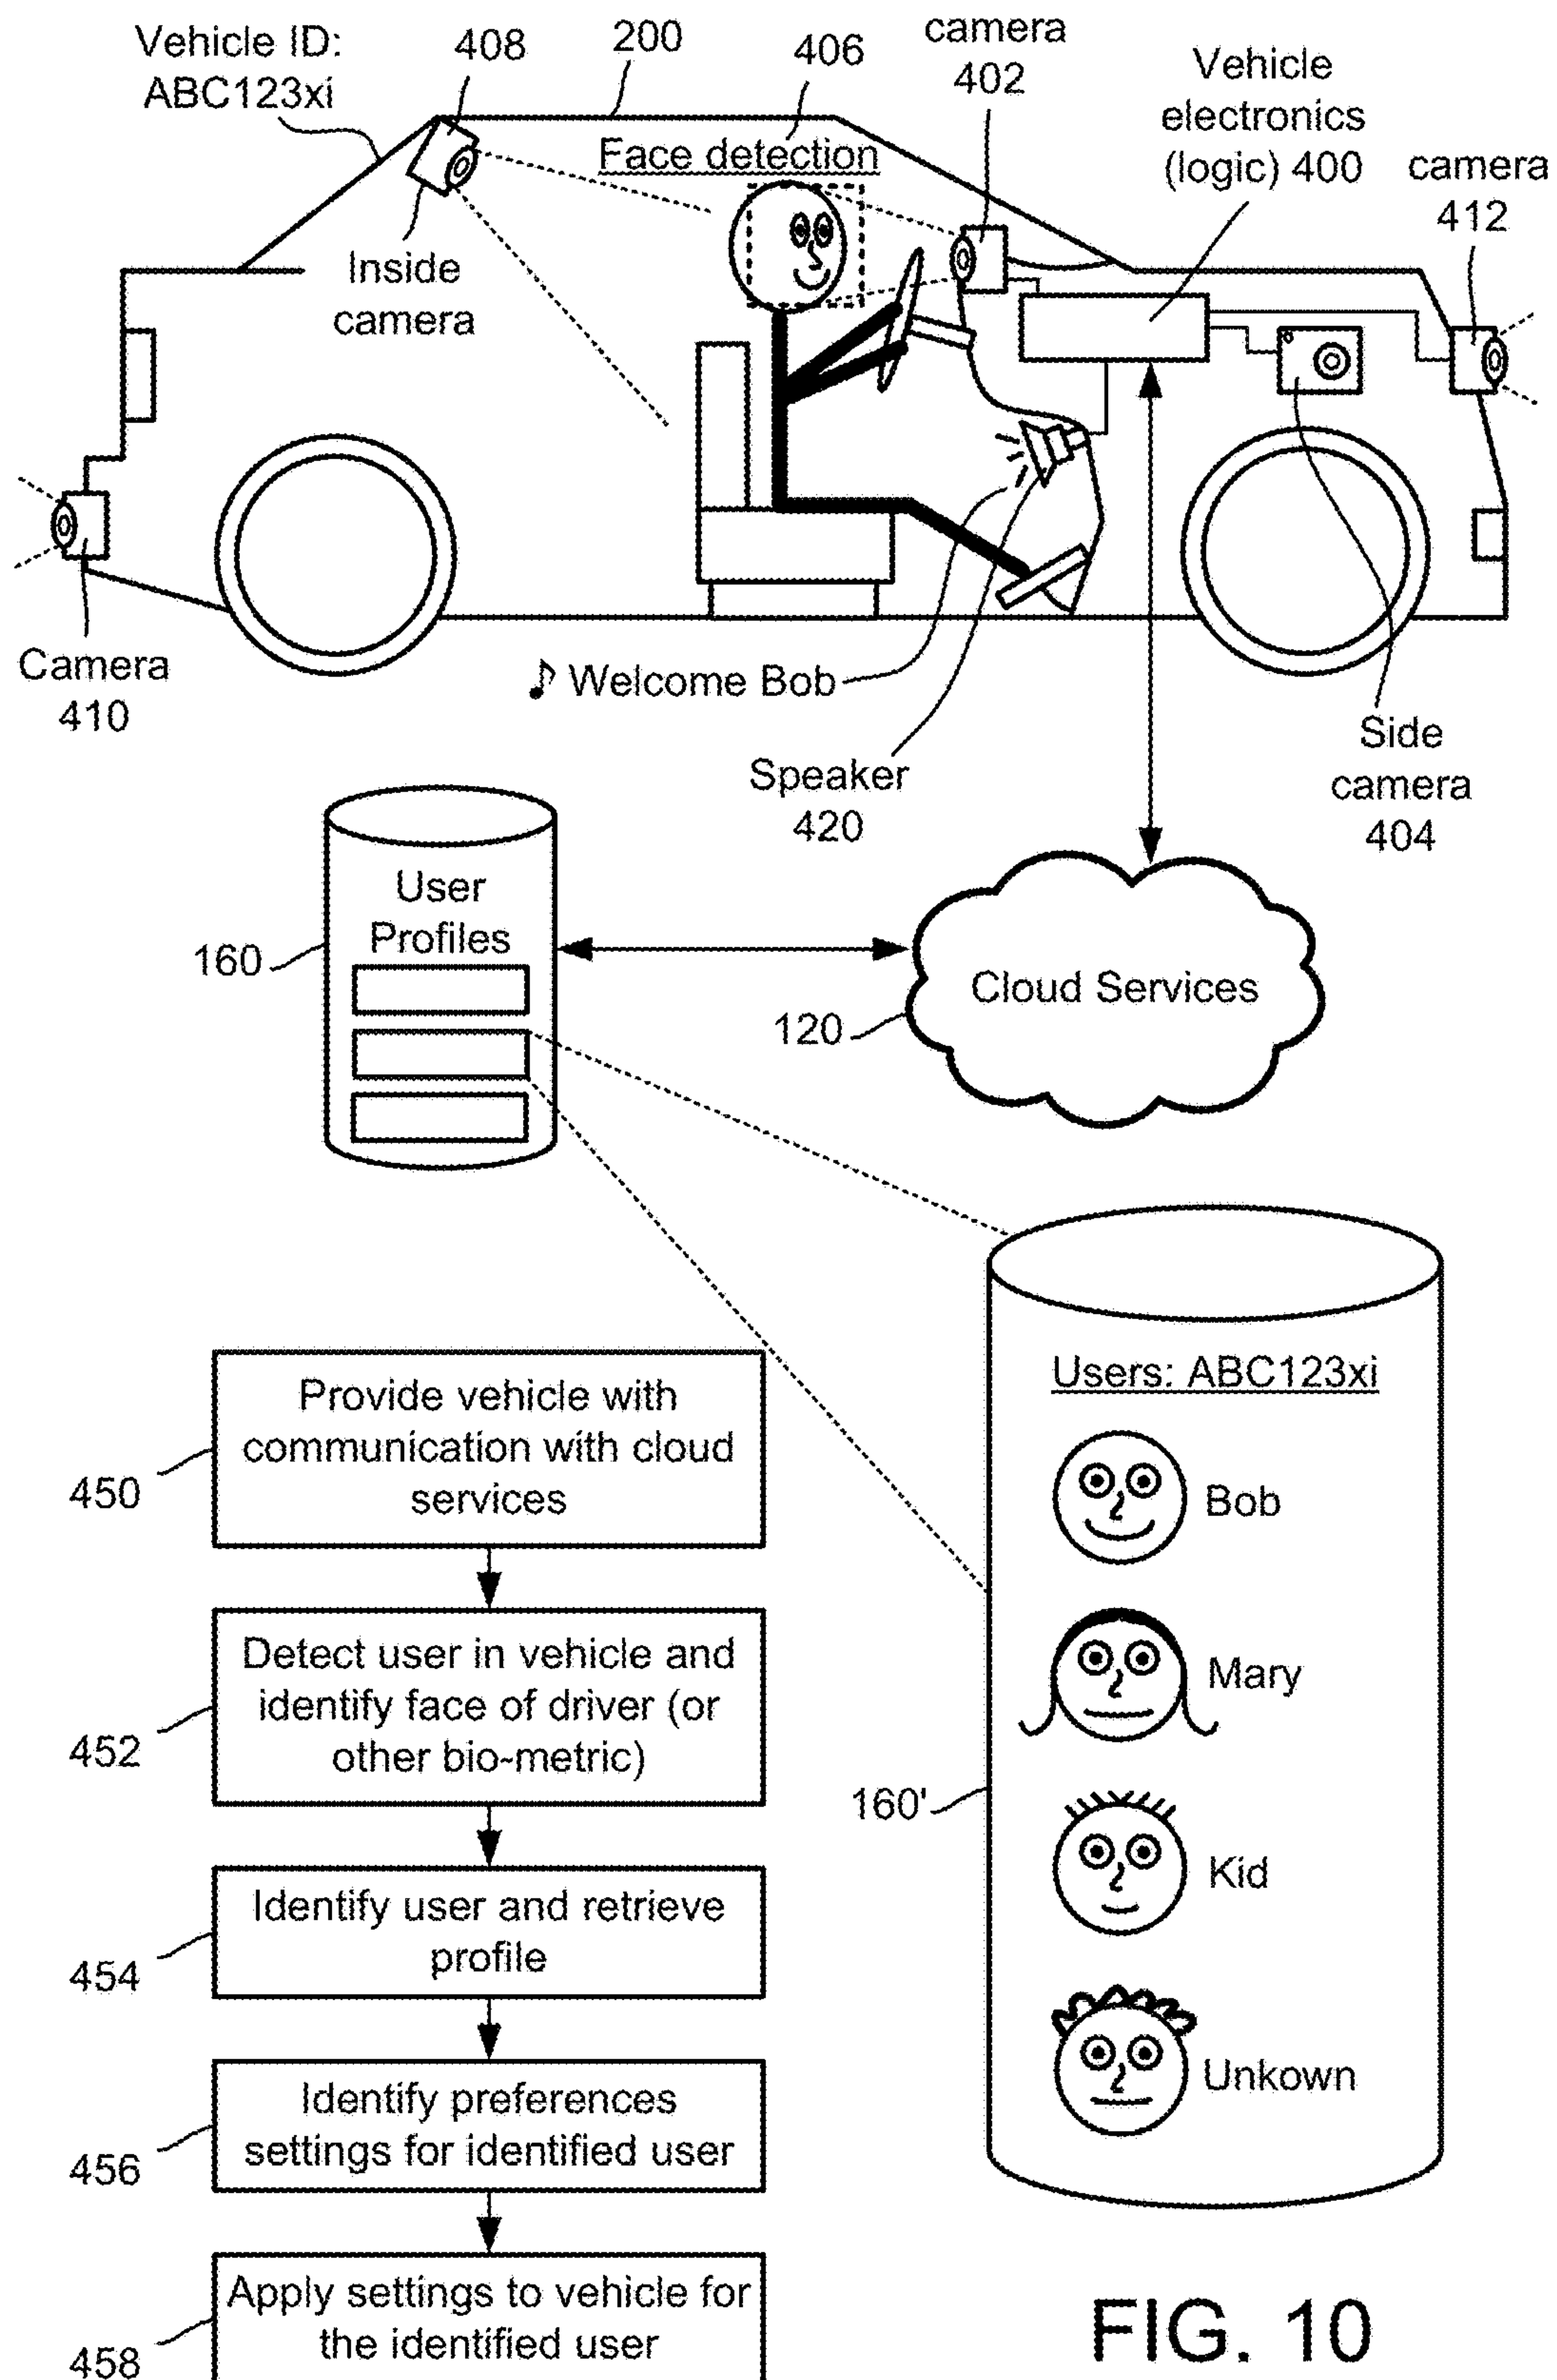 Vehicle ID:
ABC123xi
408
200
406
camera
402
Vehicle
electronics
(logic) 400
camera
412
Face detection
Inside
camera
Camera
410
♪ Welcome Bob
Speaker
420
Side
camera
404
User
Profiles
160
Cloud Services
120
Users: ABC123xi
Bob
Mary
160'
Kid
Unkown
Provide vehicle with
communication with cloud
services
450
Detect user in vehicle and
identify face of driver (or
other bio-metric)
452
Identify user and retrieve
profile
454
Identify preferences
settings for identified user
456
Apply settings to vehicle for
the identified user
458
FIG. 10